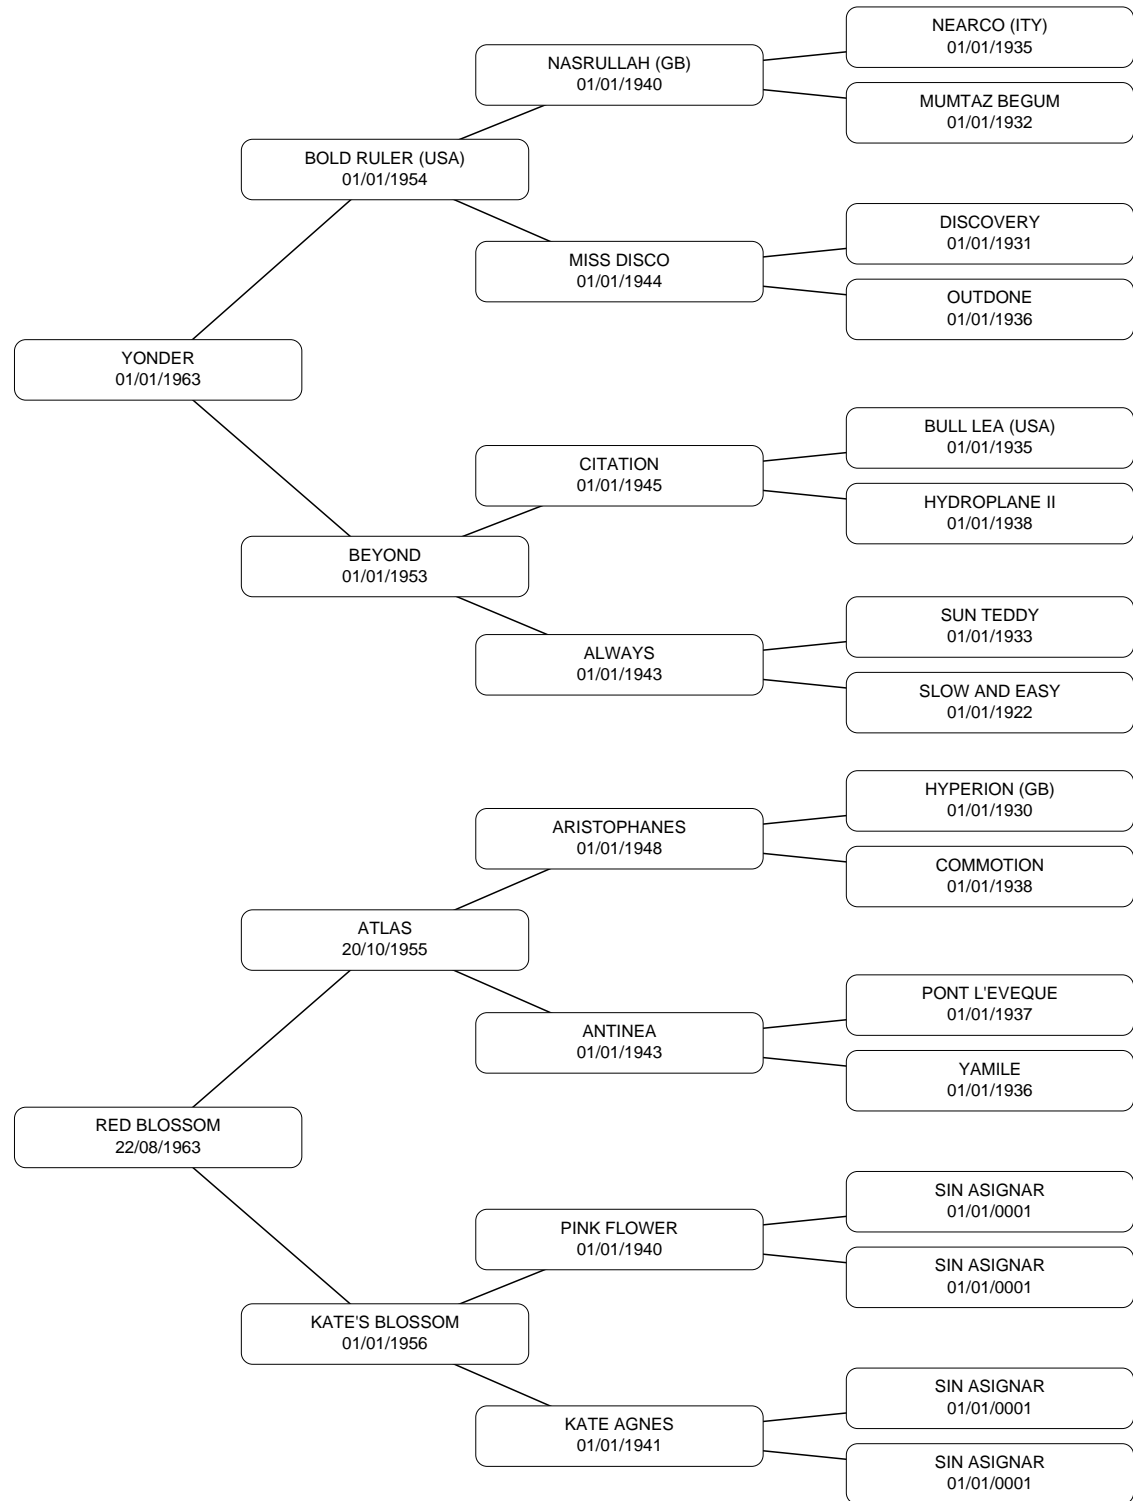 NEARCO (ITY)
01/01/1935
NASRULLAH (GB)
01/01/1940
MUMTAZ BEGUM
01/01/1932
BOLD RULER (USA)
01/01/1954
DISCOVERY
01/01/1931
MISS DISCO
01/01/1944
OUTDONE
01/01/1936
YONDER
01/01/1963
BULL LEA (USA)
01/01/1935
CITATION
01/01/1945
HYDROPLANE II
01/01/1938
BEYOND
01/01/1953
SUN TEDDY
01/01/1933
ALWAYS
01/01/1943
SLOW AND EASY
01/01/1922
HYPERION (GB)
01/01/1930
ARISTOPHANES
01/01/1948
COMMOTION
01/01/1938
ATLAS
20/10/1955
PONT L'EVEQUE
01/01/1937
ANTINEA
01/01/1943
YAMILE
01/01/1936
RED BLOSSOM
22/08/1963
SIN ASIGNAR
01/01/0001
PINK FLOWER
01/01/1940
SIN ASIGNAR
01/01/0001
KATE'S BLOSSOM
01/01/1956
SIN ASIGNAR
01/01/0001
KATE AGNES
01/01/1941
SIN ASIGNAR
01/01/0001